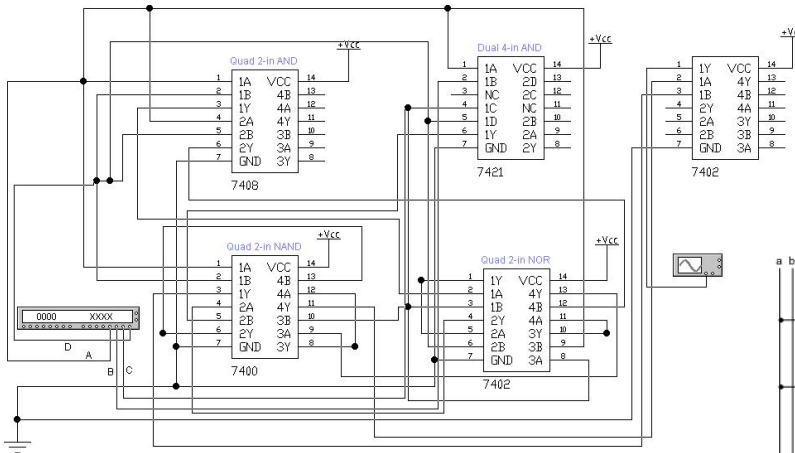 Quad 2-in AND
+Vcc
1 1A VCC 14
2 1B 4B 13
3 1Y 4A 12
4 2A 4Y 11
5 2B 3B 10
6 2Y 3A 9
7 GND 3Y 8
7408
Dual 4-in AND
+Vcc
1 1A VCC 14
2 1B 2D 13
3 NC 2C 12
4 1C NC 11
5 1D 2B 10
6 1Y 2A 9
7 GND 2Y 8
7421
1 1Y VCC 14
2 1A 4Y 13
3 1B 4B 12
4 2Y 4A 11
5 2A 3Y 10
6 2B 3B 9
7 GND 3A 8
7402
Quad 2-in NAND
+Vcc
1 1A VCC 14
2 1B 4B 13
3 1Y 4A 12
4 2A 4Y 11
5 2B 3B 10
6 2Y 3A 9
7 GND 3Y 8
7400
Quad 2-in NOR
+Vcc
1 1Y VCC 14
2 1A 4Y 13
3 1B 4B 12
4 2Y 4A 11
5 2A 3Y 10
6 2B 3B 9
7 GND 3A 8
7402
0000 XXXX
D
A
B C
a b